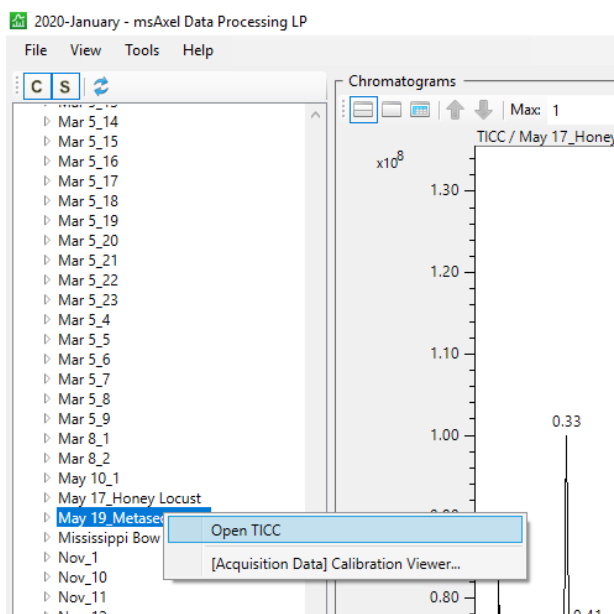 2020-January - msAxel Data Processing LP
File View Tools Help
C S
Chromatograms
Max: 1
TICC / May 17_Honey
x10^8
1.30
1.20
1.10
1.00
0.80
0.33
Mar 5_14
Mar 5_15
Mar 5_16
Mar 5_17
Mar 5_18
Mar 5_19
Mar 5_20
Mar 5_21
Mar 5_22
Mar 5_23
Mar 5_4
Mar 5_5
Mar 5_6
Mar 5_7
Mar 5_8
Mar 5_9
Mar 8_1
Mar 8_2
May 10_1
May 17_Honey Locust
May 19_Metase
Mississippi Bow
Nov_1
Nov_10
Nov_11
Open TICC
[Acquisition Data] Calibration Viewer...